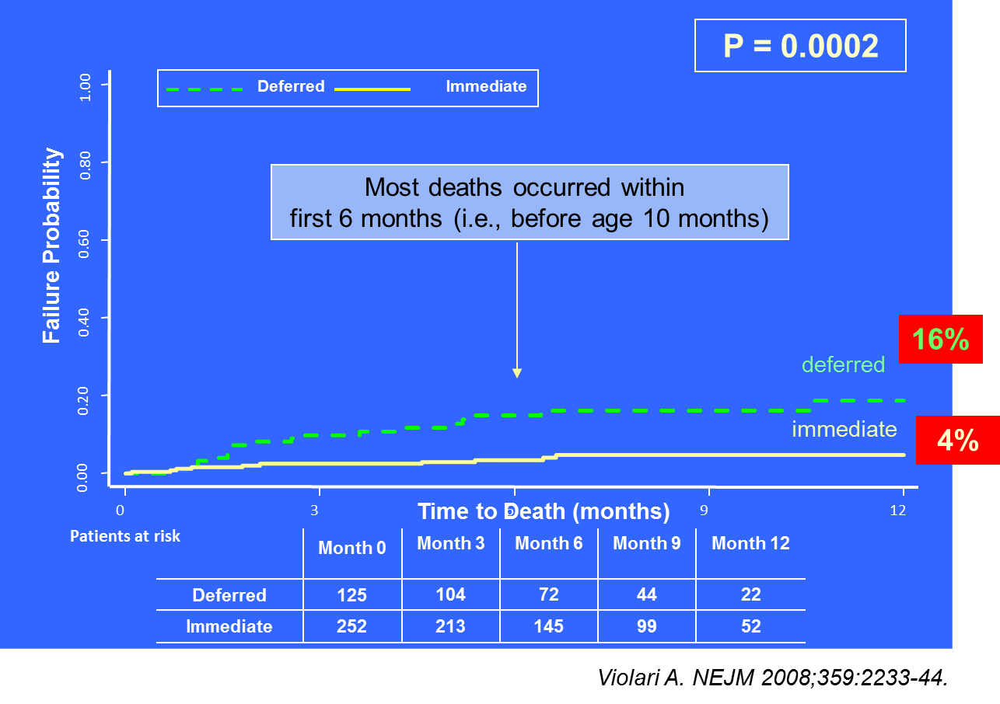 P = 0.0002
Deferred Immediate
1.00
0.80
0.60
0.40
0.20
0.00
Failure Probability
Most deaths occurred within
first 6 months (i.e., before age 10 months)
16%
deferred
immediate
4%
0 3 6 9 12
Time to Death (months)
Patients at risk
Month 0 Month 3 Month 6 Month 9 Month 12
Deferred 125 104 72 44 22
Immediate 252 213 145 99 52
Violari A. NEJM 2008;359:2233-44.